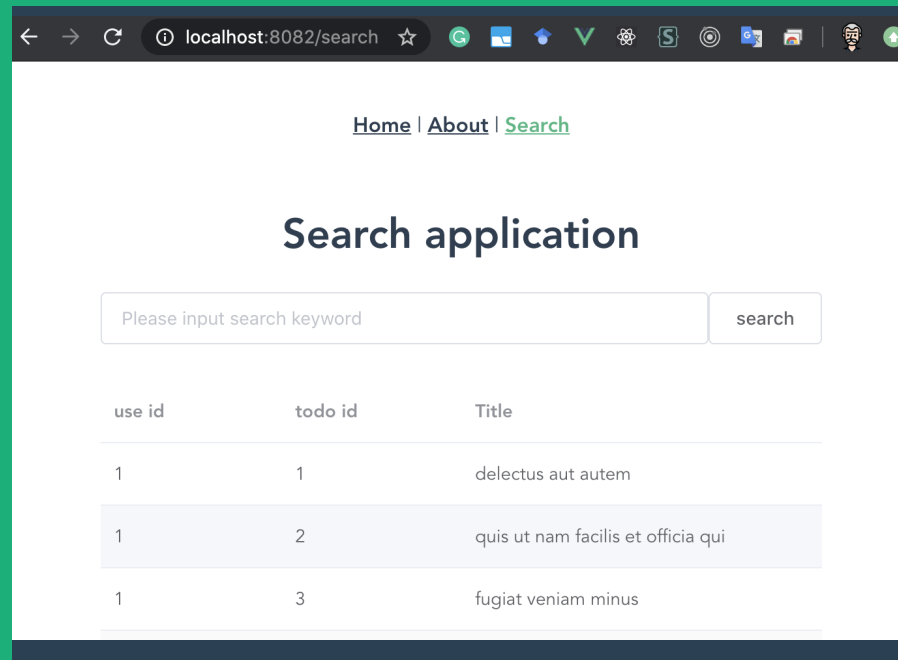 localhost:8082/search
Home | About | Search
Search application
Please input search keyword search
use id todo id Title
1 1 delectus aut autem
1 2 quis ut nam facilis et officia qui
1 3 fugiat veniam minus